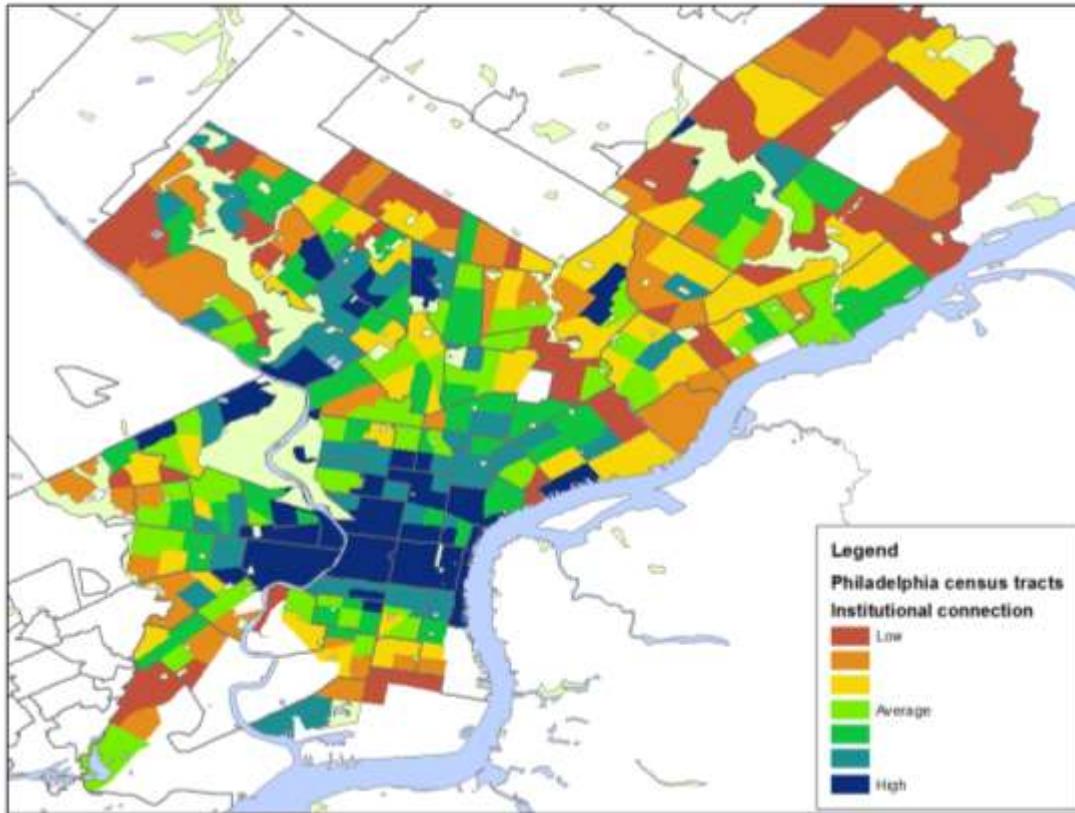 Legend
Philadelphia census tracts
Institutional connection
Low
Average
High